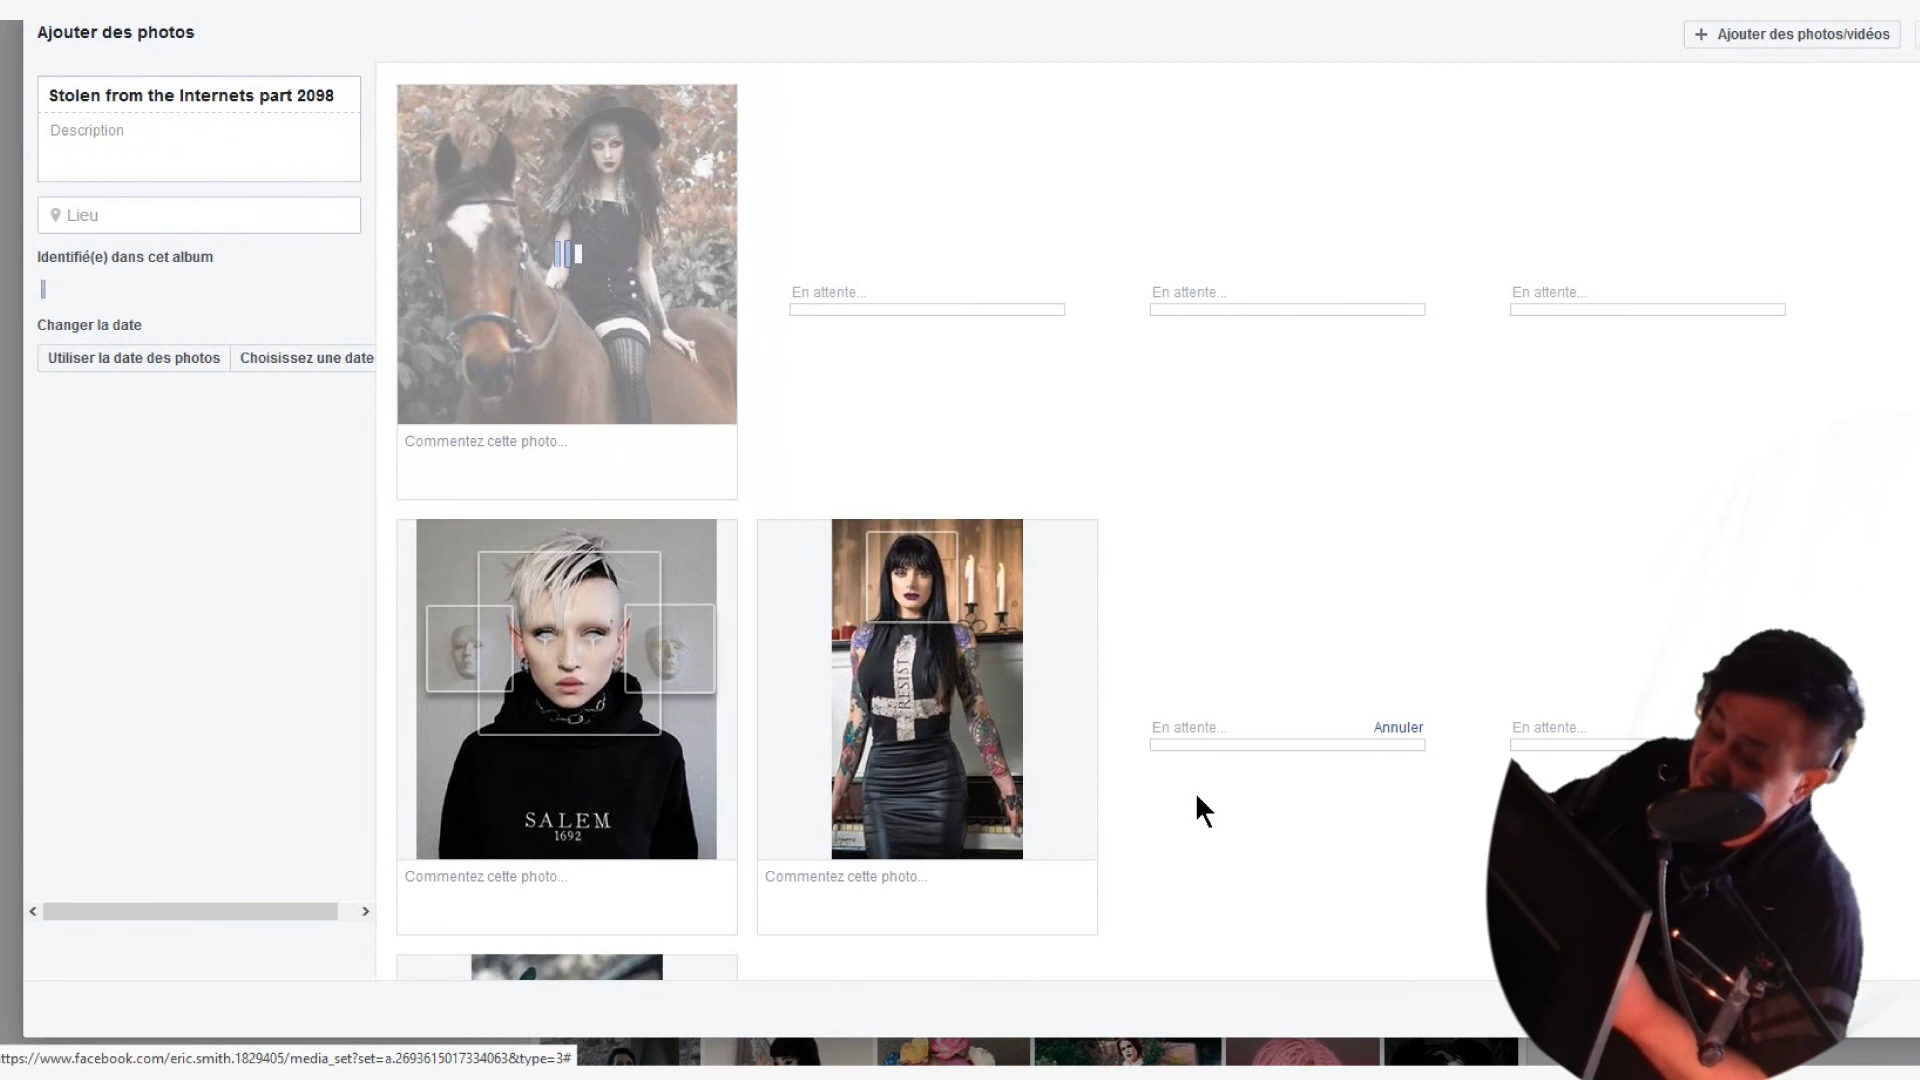 Ajouter des photos
+ Ajouter des photos/vidéos
Stolen from the Internets part 2098
Description
Lieu
Identifié(e) dans cet album
Changer la date
Utiliser la date des photos
Choisissez une date
En attente...
En attente...
En attente...
Commentez cette photo...
RESIST
SALEM
1692
En attente...
Annuler
En attente...
Commentez cette photo...
Commentez cette photo...
ttps://www.facebook.com/eric.smith.1829405/media_set?set=a.269361501733406​3&type=3#